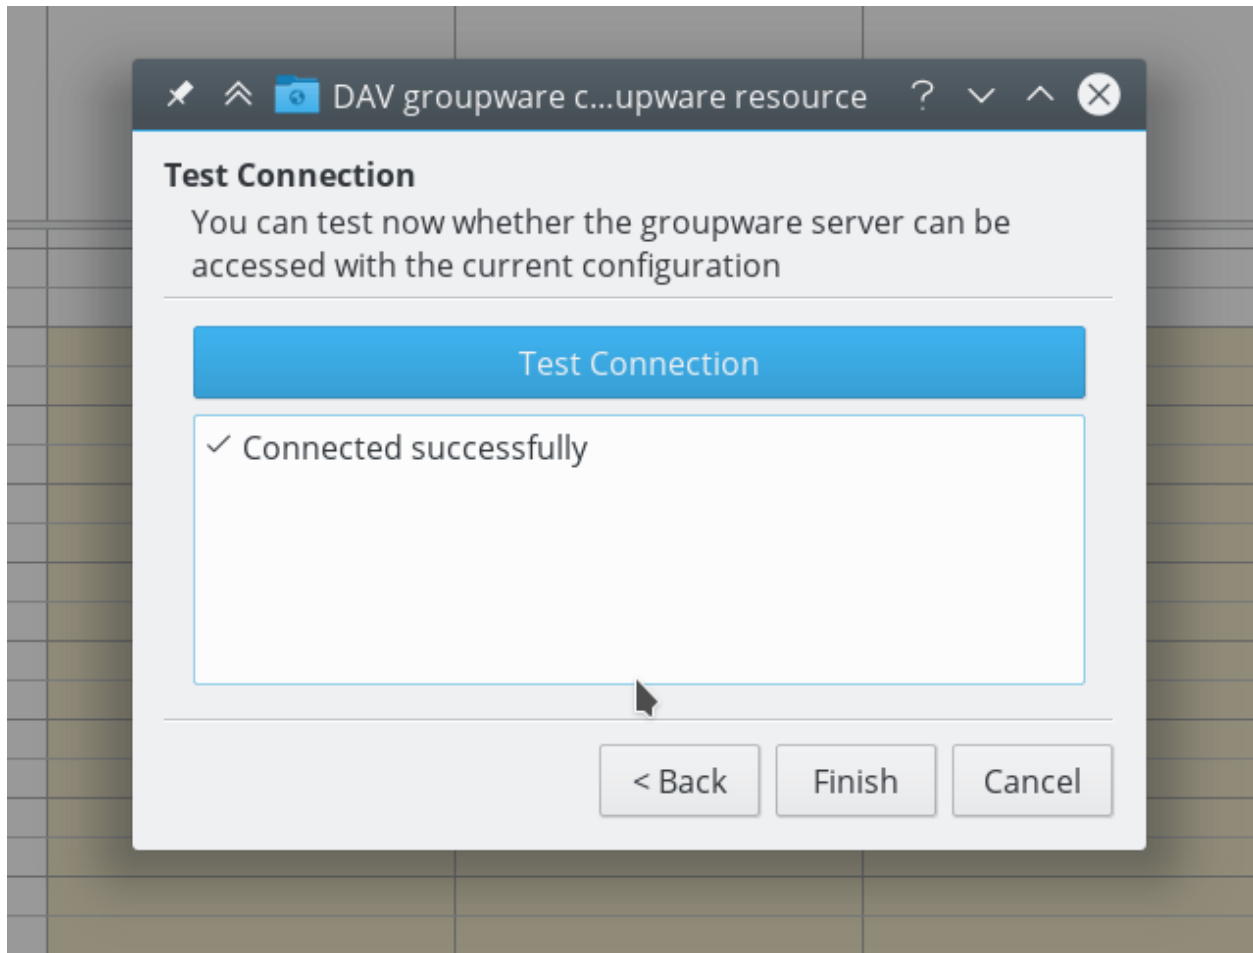 DAV groupware c...upware resource
Test Connection
You can test now whether the groupware server can be
accessed with the current configuration
Test Connection
Connected successfully
< Back
Finish
Cancel